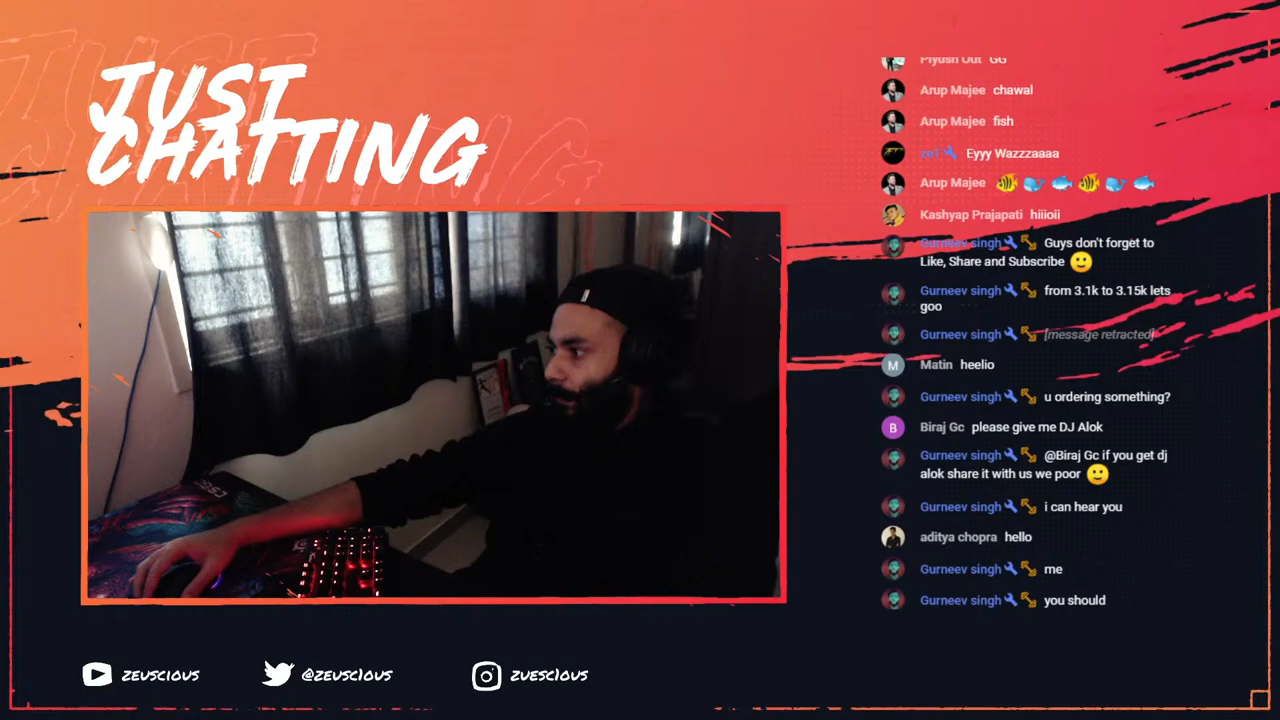 JUST
CHATTING
Piyush Out GG
Arup Majee chawal
Arup Majee fish
zeT Eyyy Wazzzaaaa
Arup Majee 🐠 🐳 🐟 🐠 🐳 🐟
Kashyap Prajapati hiiioii
Gurneev singh Guys don't forget to
Like, Share and Subscribe 🙂
Gurneev singh from 3.1k to 3.15k lets
goo
Gurneev singh [message retracted]
M Matin heelio
Gurneev singh u ordering something?
B Biraj Gc please give me DJ Alok
Gurneev singh @Biraj Gc if you get dj
alok share it with us we poor 🙂
Gurneev singh i can hear you
aditya chopra hello
Gurneev singh me
Gurneev singh you should
ZEUSCIOUS
@ZEUSC1OUS
ZUESC1OUS